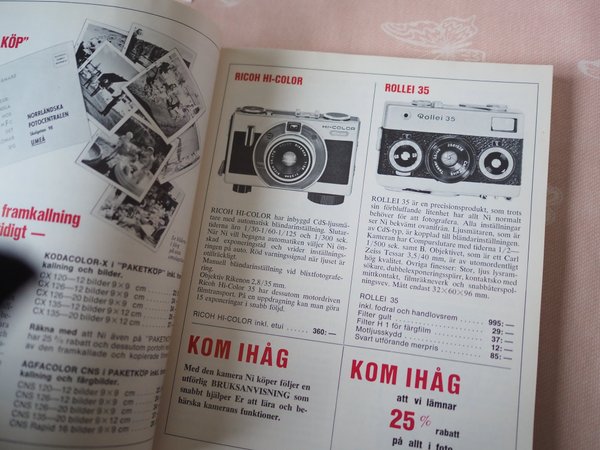 KÖP"
NORRLÄNDSKA
FOTOCENTRALEN
UMEÅ
framkallning
idigt —
KODACOLOR-X i "PAKETKÖP" inkl.
kallning och bilder.
CX 120—12 bilder 9×9 cm
CX 126—12 bilder 9×9 cm
CX 126—20 bilder 9×9 cm
CX 135—20 bilder 9×12 cm
Räkna med att Ni även på "PAKET
har 25 % rabatt och dessutom
av den framkallade och kopierade
AGFACOLOR CNS i PAKETKÖP inkl.
kallning och färgbilder.
CNS 120—12 bilder 9×9 cm
CNS 126—12 bilder 9×9 cm
CNS 126—20 bilder 9×9 cm
CNS 135—20 bilder 9×12 cm
CNS Rapid 16 bilder 9×9 cm
RICOH HI-COLOR
HI-COLOR
RICOH HI-COLOR har inbyggd CdS-ljusmä-
tare med automatisk bländarinställning. Slutar-
tiderna är 1/30-1/60-1/125 och 1/300 sek.
När Ni vill begagna automatiken väljer Ni ön-
skad exponeringstid och vrider inställnings-
ringen på auto. Röd varningssignal när ljuset är
otillräckligt.
Manuell bländarinställning vid blixtfotografe-
ring.
Objektiv Rikenon 2,8/35 mm.
Ricoh Hi-Color 35 har dessutom motordriven
filmtransport. På en uppdragning kan man göra
15 exponeringar i snabb följd.
RICOH HI-COLOR inkl. etui 360: —
KOM IHÅG
Med den kamera Ni köper följer en
utförlig BRUKSANVISNING som
snabbt hjälper Er att lära och be-
härska kamerans funktioner.
ROLLEI 35
Rollei 35
ROLLEI 35 är en precisionsprodukt, som trots
sin förbluffande litenhet har allt Ni normalt
behöver för att fotografera. Alla inställningar
ser Ni bekvämt ovanifrån. Ljusmätaren, som är
av CdS-typ, är kopplad till bländarinställningen.
Kameran har Compurslutare med tiderna 1/2—
1/500 sek samt B. Objektivet, som är ett Carl
Zeiss Tessar 3,5/40 mm, är av utomordentligt
hög kvalitet. Övriga finesser: Stor, ljus lysram-
sökare, dubbelexponeringsspärr, kontaktsko med
mittkontakt, filmräkneverk och snabbåterspol-
ningsvev. Mått endast 32×60×96 mm.
ROLLEI 35
inkl. fodral och handlovsrem 995: —
Filter gult 29: —
Filter H 1 för färgfilm 37: —
Motljusskydd 12: —
Svart utförande merpris 85: —
KOM IHÅG
att vi lämnar
25 % rabatt
på allt i foto